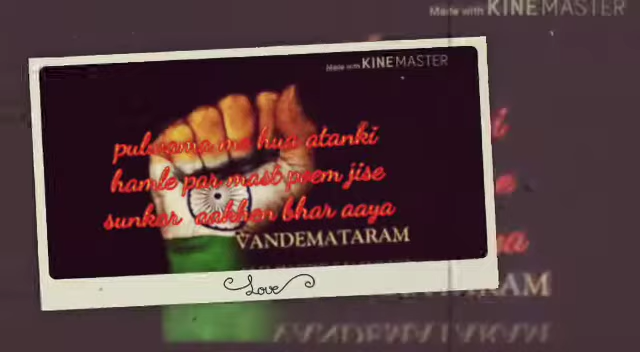 Made with KINEMASTER
Made with KINEMASTER
pulwama me hua atanki
hamle par mast poem jise
sunkar aakhen bhar aaya
VANDEMATARAM
Love